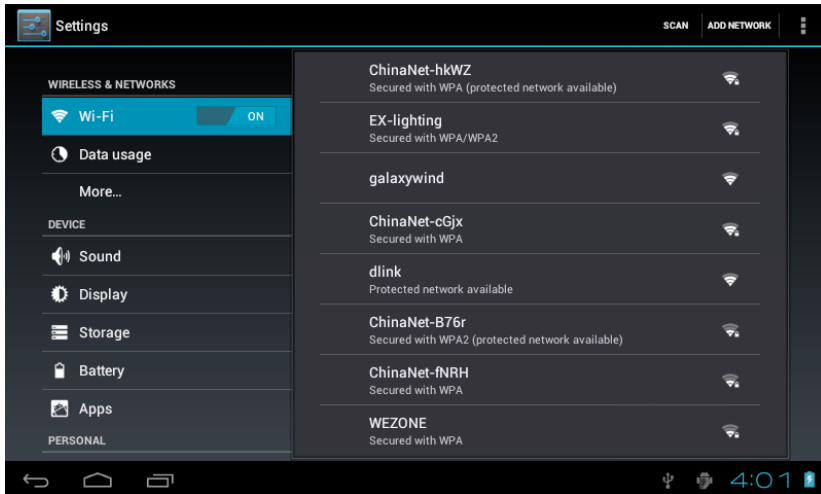 Settings
SCAN
ADD NETWORK
WIRELESS & NETWORKS
Wi-Fi
ON
Data usage
More...
DEVICE
Sound
Display
Storage
Battery
Apps
PERSONAL
ChinaNet-hkWZ
Secured with WPA (protected network available)
EX-lighting
Secured with WPA/WPA2
galaxywind
ChinaNet-cGjx
Secured with WPA
dlink
Protected network available
ChinaNet-B76r
Secured with WPA2 (protected network available)
ChinaNet-fNRH
Secured with WPA
WEZONE
Secured with WPA
4:01